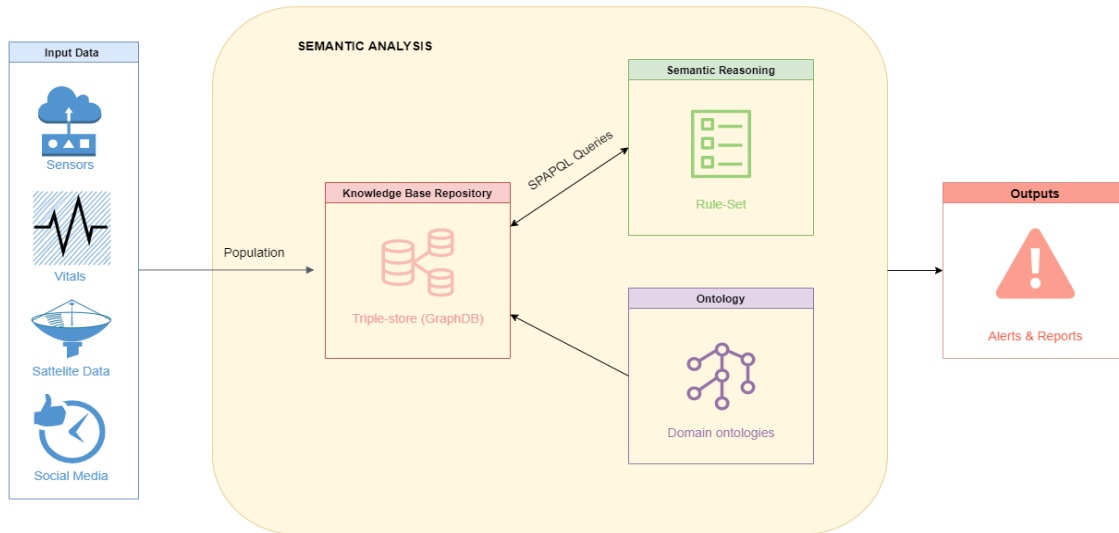 Input Data
Sensors
Vitals
Sattelite Data
Social Media
SEMANTIC ANALYSIS
Population
Knowledge Base Repository
Triple-store (GraphDB)
SPAPQL Queries
Semantic Reasoning
Rule-Set
Ontology
Domain ontologies
Outputs
Alerts & Reports